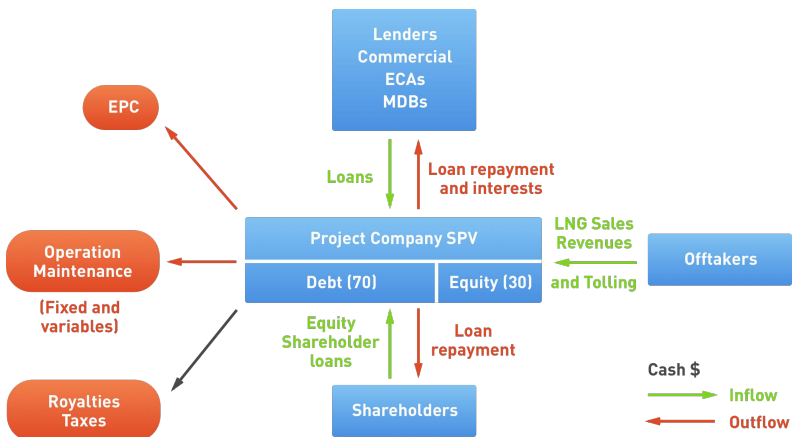 Lenders
Commercial
ECAs
MDBs
EPC
Loans
Loan repayment
and interests
Project Company SPV
Debt (70)
Equity (30)
LNG Sales
Revenues
and Tolling
Offtakers
Operation
Maintenance
(Fixed and
variables)
Equity
Shareholder
loans
Loan
repayment
Royalties
Taxes
Shareholders
Cash $
Inflow
Outflow